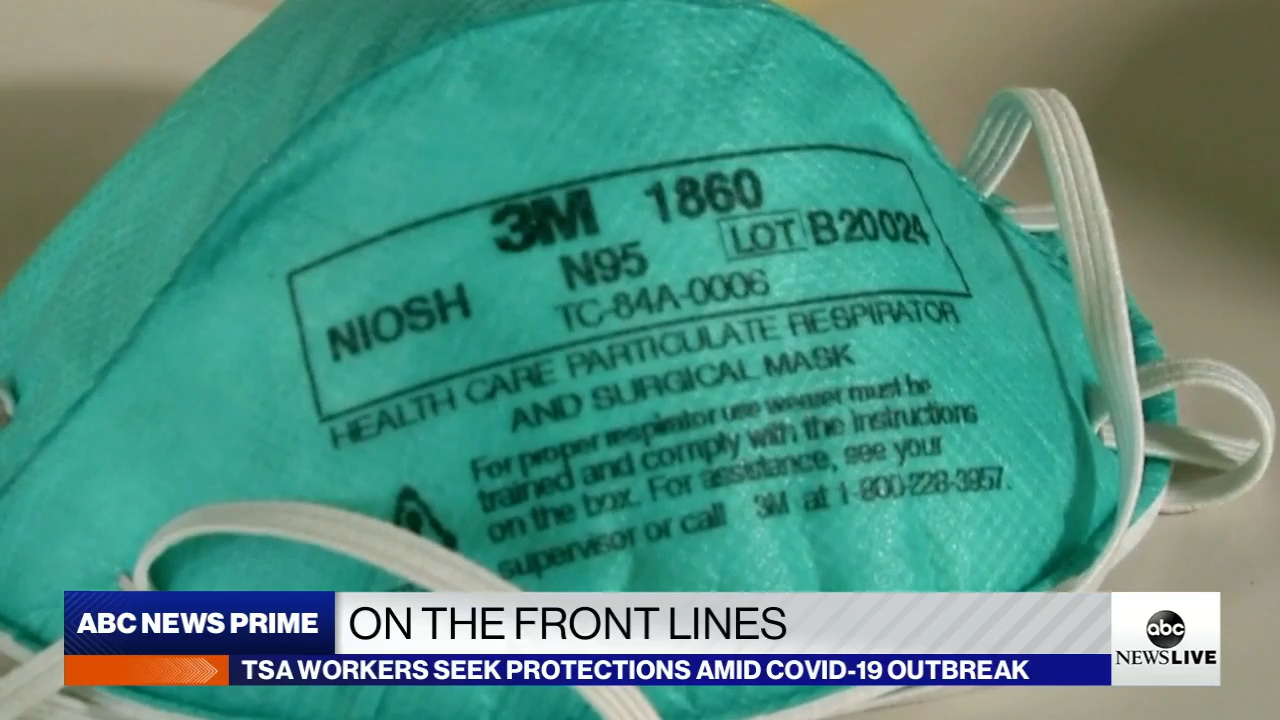 3M 1860
N95 LOT B20024
NIOSH TC-84A-0006
HEALTH CARE PARTICULATE RESPIRATOR
AND SURGICAL MASK
For proper respirator use wearer must be
trained and comply with the instructions
on the box. For assistance, see your
supervisor or call 3M at 1-800-228-3957.
ABC NEWS PRIME
ON THE FRONT LINES
TSA WORKERS SEEK PROTECTIONS AMID COVID-19 OUTBREAK
abc
NEWS LIVE